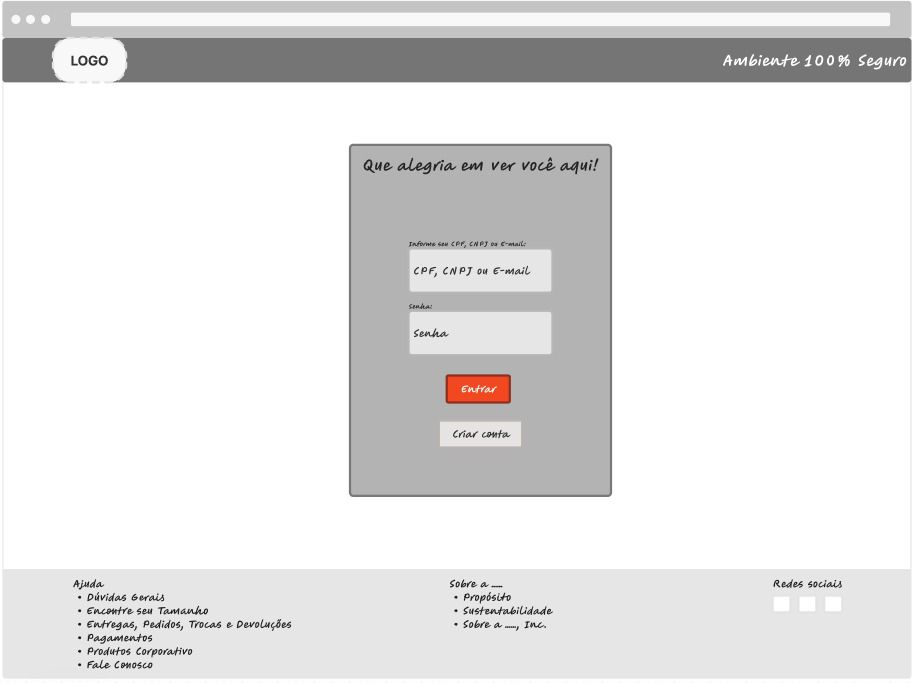 LOGO
Ambiente 100% Seguro
Que alegria em ver você aqui!
Informe seu CPF, CNPJ ou E-mail:
CPF, CNPJ ou E-mail
Senha:
Senha
Entrar
Criar conta
Ajuda
• Dúvidas Gerais
• Encontre seu Tamanho
• Entregas, Pedidos, Trocas e Devoluções
• Pagamentos
• Produtos Corporativo
• Fale Conosco
Sobre a .....
• Propósito
• Sustentabilidade
• Sobre a ....., Inc.
Redes sociais